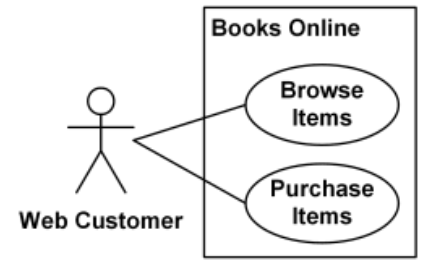 Books Online
Browse
Items
Purchase
Items
Web Customer